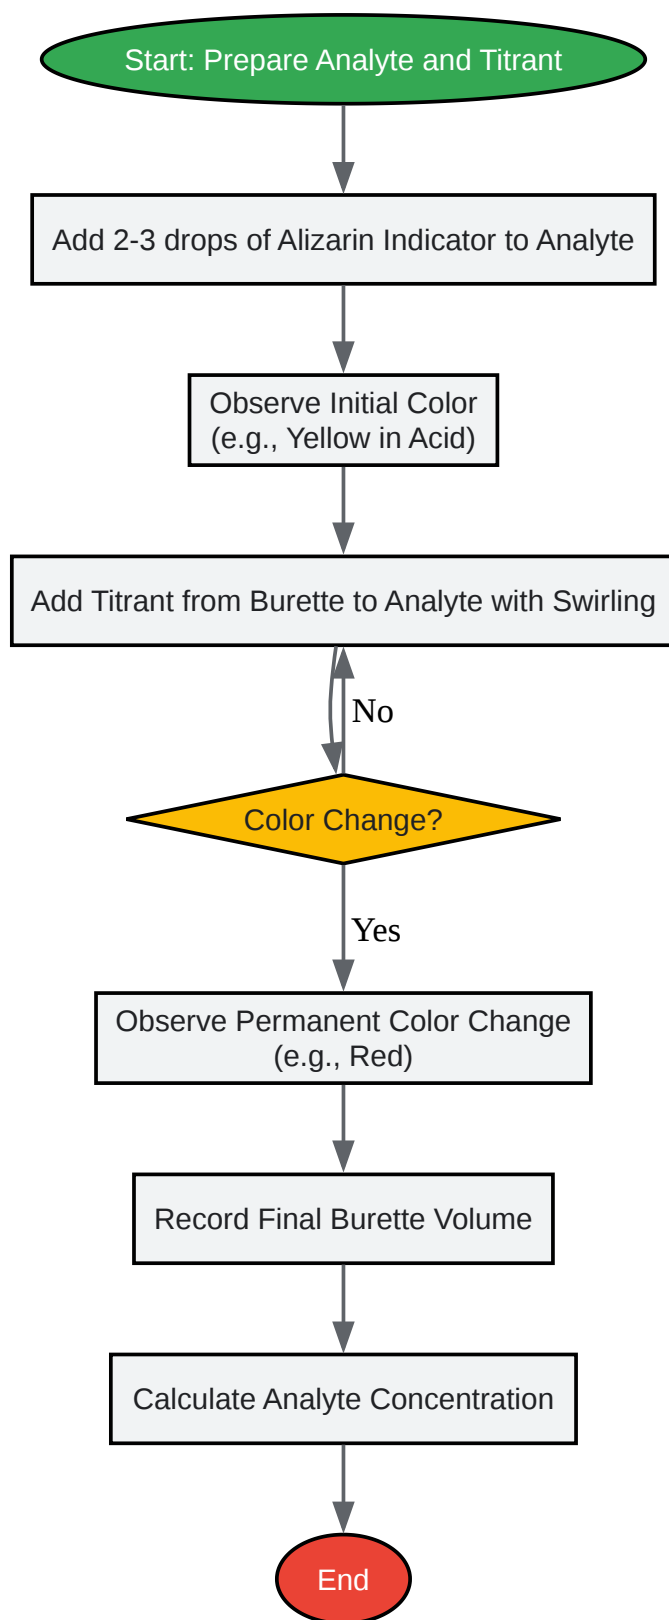 Start: Prepare Analyte and Titrant
Add 2-3 drops of Alizarin Indicator to Analyte
Observe Initial Color
(e.g., Yellow in Acid)
Add Titrant from Burette to Analyte with Swirling
No
Color Change?
Yes
Observe Permanent Color Change
(e.g., Red)
Record Final Burette Volume
Calculate Analyte Concentration
End